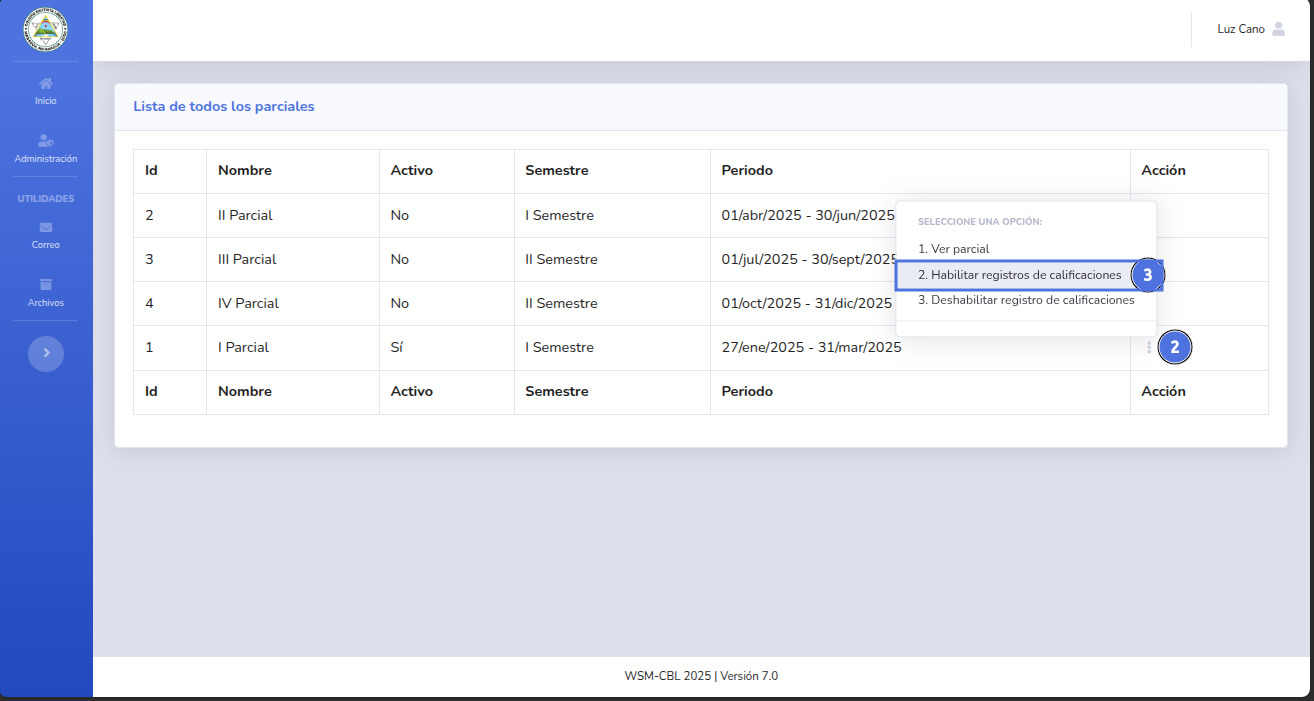 Luz Cano
Inicio
Administración
UTILIDADES
Correo
Archivos
Lista de todos los parciales
Id Nombre Activo Semestre Periodo Acción
2 II Parcial No I Semestre 01/abr/2025 - 30/jun/2025
3 III Parcial No II Semestre 01/jul/2025 - 30/sept/2025
4 IV Parcial No II Semestre 01/oct/2025 - 31/dic/2025
1 I Parcial Sí I Semestre 27/ene/2025 - 31/mar/2025 2
Id Nombre Activo Semestre Periodo Acción
SELECCIONE UNA OPCIÓN:
1. Ver parcial
2. Habilitar registros de calificaciones 3
3. Deshabilitar registro de calificaciones
WSM-CBL 2025 | Versión 7.0